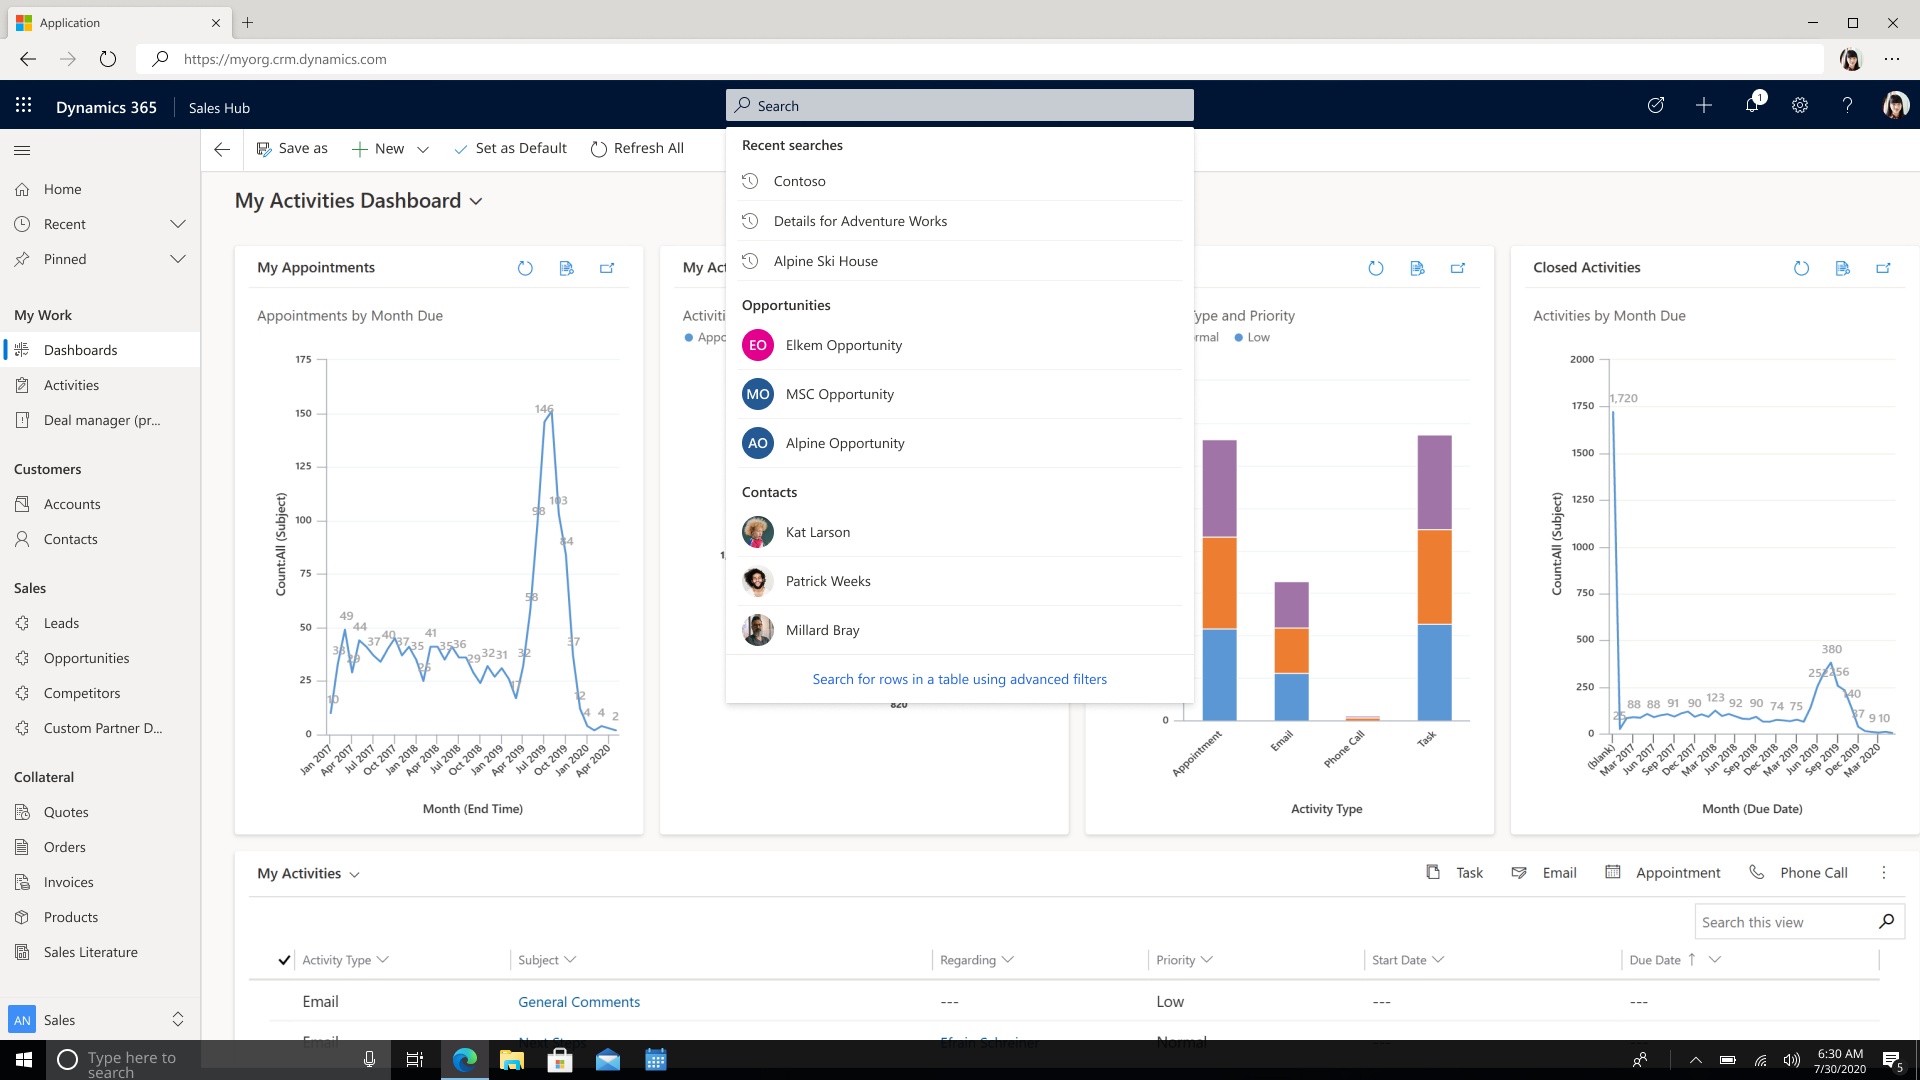 Application
https://myorg.crm.dynamics.com
Dynamics 365
Sales Hub
Search
1
Save as
New
Set as Default
Refresh All
Home
Recent
Pinned
My Work
Dashboards
Activities
Deal manager (pr...
Customers
Accounts
Contacts
Sales
Leads
Opportunities
Competitors
Custom Partner D...
Collateral
Quotes
Orders
Invoices
Products
Sales Literature
AN
Sales
My Activities Dashboard
Recent searches
Contoso
Details for Adventure Works
Alpine Ski House
Opportunities
EO
Elkem Opportunity
MO
MSC Opportunity
AO
Alpine Opportunity
Contacts
Kat Larson
Patrick Weeks
Millard Bray
Search for rows in a table using advanced filters
My Appointments
Appointments by Month Due
175
150
125
100
75
50
25
0
Count:All (Subject)
10
38
49
29
44
37
40
37
35
25
41
35
36
29
32
31
17
32
58
98
146
103
84
37
12
4
4
2
Jan 2017
Apr 2017
Jul 2017
Oct 2017
Jan 2018
Apr 2018
Jul 2018
Oct 2018
Jan 2019
Apr 2019
Jul 2019
Oct 2019
Jan 2020
Apr 2020
Month (End Time)
My Act
Activiti
Appo
1,
820
ype and Priority
rmal
Low
0
Appointment
Email
Phone Call
Task
Activity Type
Closed Activities
Activities by Month Due
2000
1750
1500
1250
1000
750
500
250
0
Count:All (Subject)
1,720
25
88
88
91
90
123
92
90
74
75
252
380
256
140
37
9
10
(blank)
Mar 2017
Jun 2017
Sep 2017
Dec 2017
Mar 2018
Jun 2018
Sep 2018
Dec 2018
Mar 2019
Jun 2019
Sep 2019
Dec 2019
Mar 2020
Month (Due Date)
My Activities
Task
Email
Appointment
Phone Call
Search this view
Activity Type
Subject
Regarding
Priority
Start Date
Due Date
Email
General Comments
---
Low
---
---
Email
Next Steps
Efrain Schreiner
Normal
Type here to
search
6:30 AM
7/30/2020
5